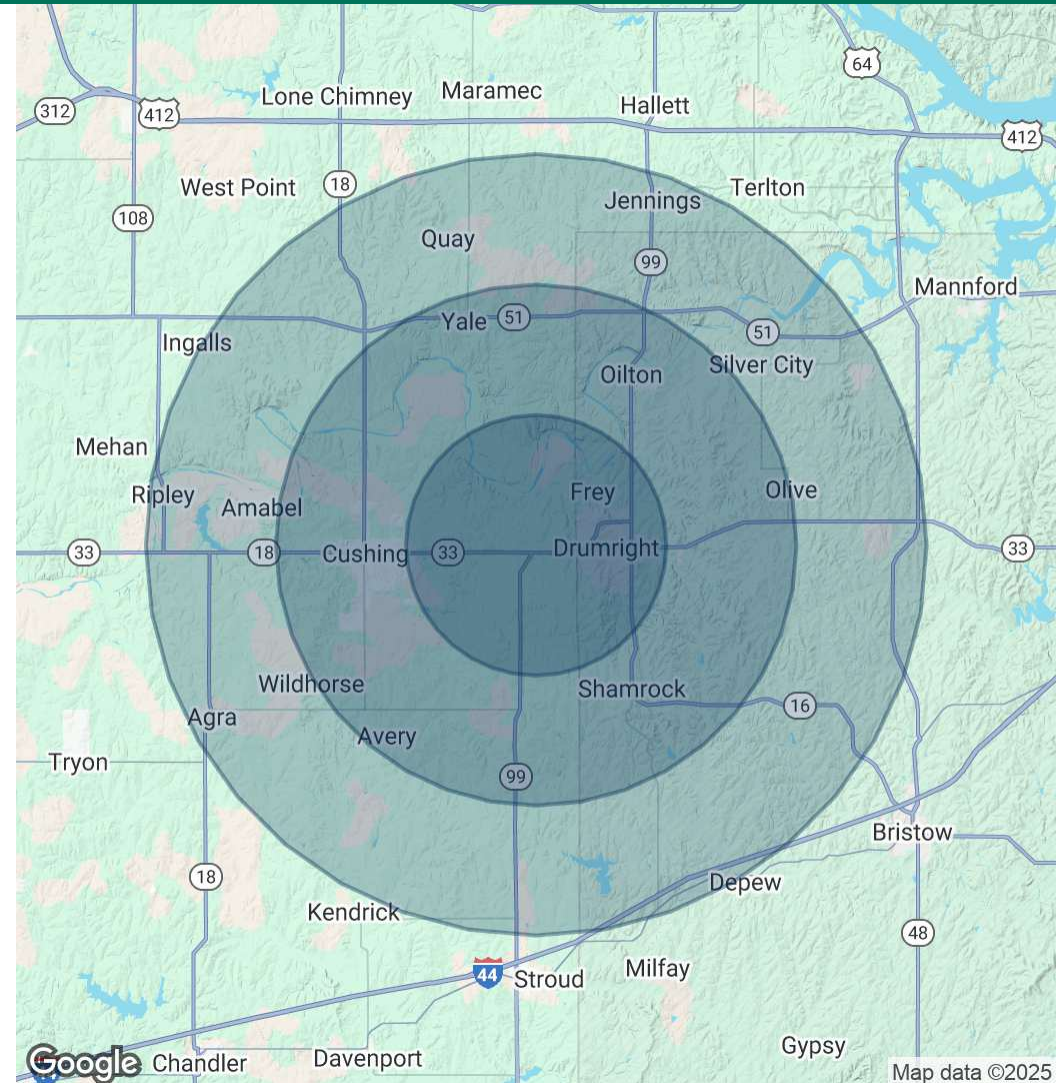 64
Lone Chimney
Maramec
Hallett
312
412
412
West Point
18
Terlton
Jennings
108
Quay
99
Mannford
Yale
51
51
Ingalls
Silver City
Oilton
Mehan
Ripley
Amabel
Frey
Olive
33
18
Cushing
33
Drumright
33
Wildhorse
Shamrock
Agra
16
Avery
Tryon
99
Bristow
18
Depew
Kendrick
48
44
Stroud
Milfay
Gypsy
Google
Chandler
Davenport
Map data ©2025